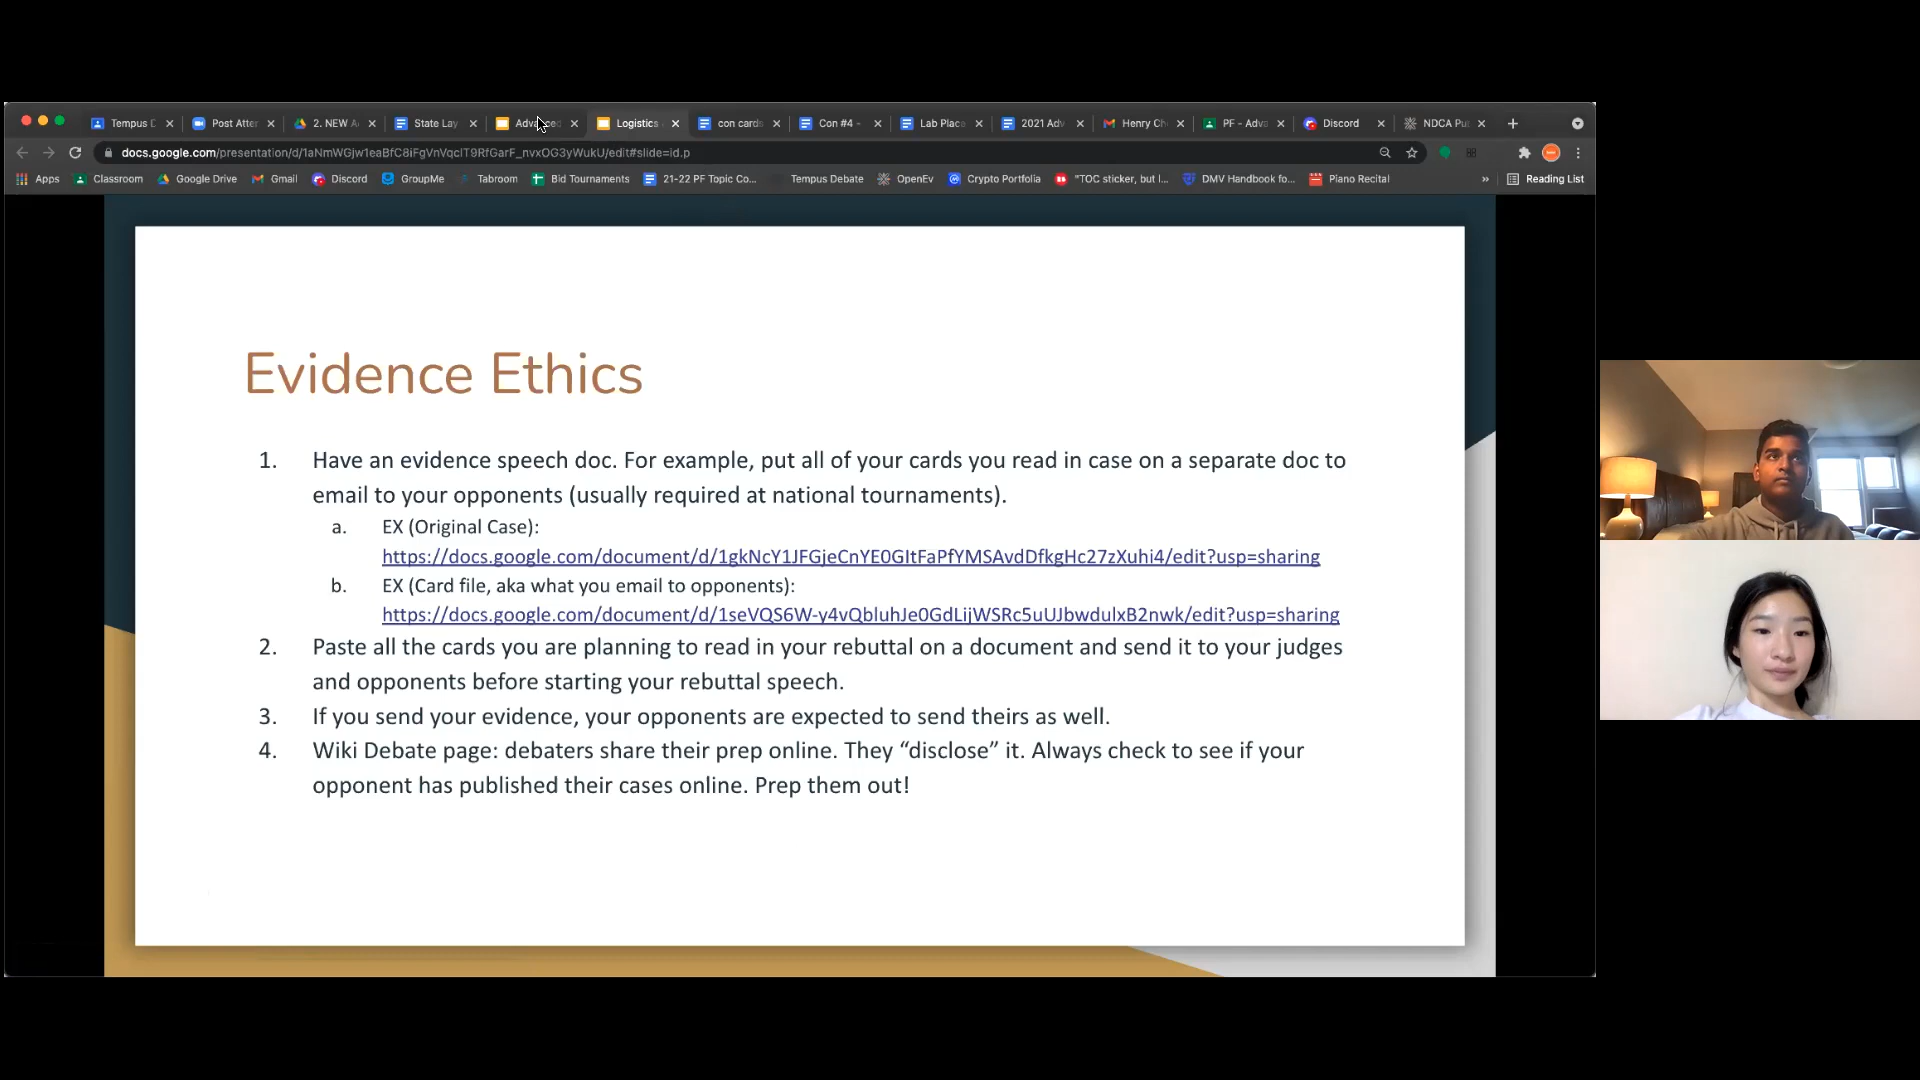 Tempus D
Post Atter
2. NEW A
State Lay
Advanced
Logistics
con cards
Con #4 -
Lab Place
2021 Adv
Henry Ch
PF - Adva
Discord
NDCA Pu
docs.google.com/presentation/d/1aNmWGjw1eaBfC8iFgVnVqcIT9RfGarF_nvxOG3yWukU/edit#slide=id.p
Apps
Classroom
Google Drive
Gmail
Discord
GroupMe
Tabroom
Bid Tournaments
21-22 PF Topic Co...
Tempus Debate
OpenEv
Crypto Portfolio
"TOC sticker, but I...
DMV Handbook fo...
Piano Recital
»
Reading List
Evidence Ethics
1. Have an evidence speech doc. For example, put all of your cards you read in case on a separate doc to
email to your opponents (usually required at national tournaments).
a. EX (Original Case):
https://docs.google.com/document/d/1gkNcY1JFGjeCnYE0GItFaPfYMSAvdDfkgHc27zXuhi4/edit?usp=sharing
b. EX (Card file, aka what you email to opponents):
https://docs.google.com/document/d/1seVQS6W-y4vQbluhJe0GdLijWSRc5uUJbwdulxB2nwk/edit?usp=sharing
2. Paste all the cards you are planning to read in your rebuttal on a document and send it to your judges
and opponents before starting your rebuttal speech.
3. If you send your evidence, your opponents are expected to send theirs as well.
4. Wiki Debate page: debaters share their prep online. They “disclose” it. Always check to see if your
opponent has published their cases online. Prep them out!